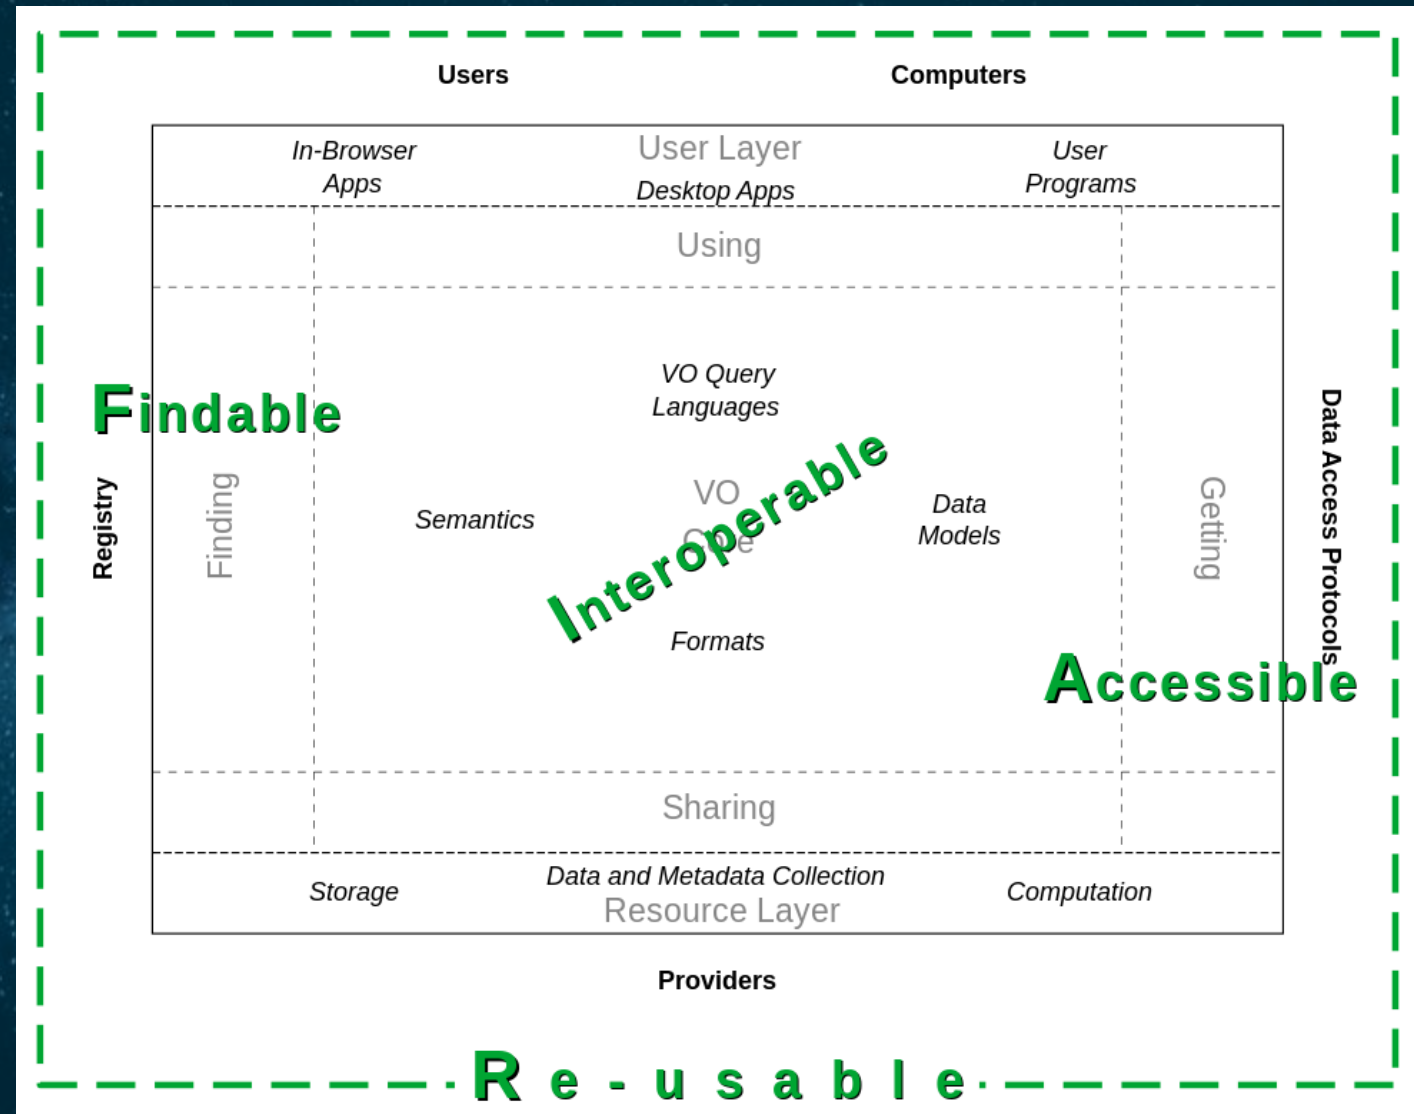 Users
Computers
In-Browser
Apps
User Layer
Desktop Apps
User
Programs
Using
VO Query
Languages
Findable
Registry
Finding
Semantics
VO
Core
Interoperable
Data
Models
Getting
Data Access Protocols
Formats
Accessible
Sharing
Storage
Data and Metadata Collection
Resource Layer
Computation
Providers
Re-usable